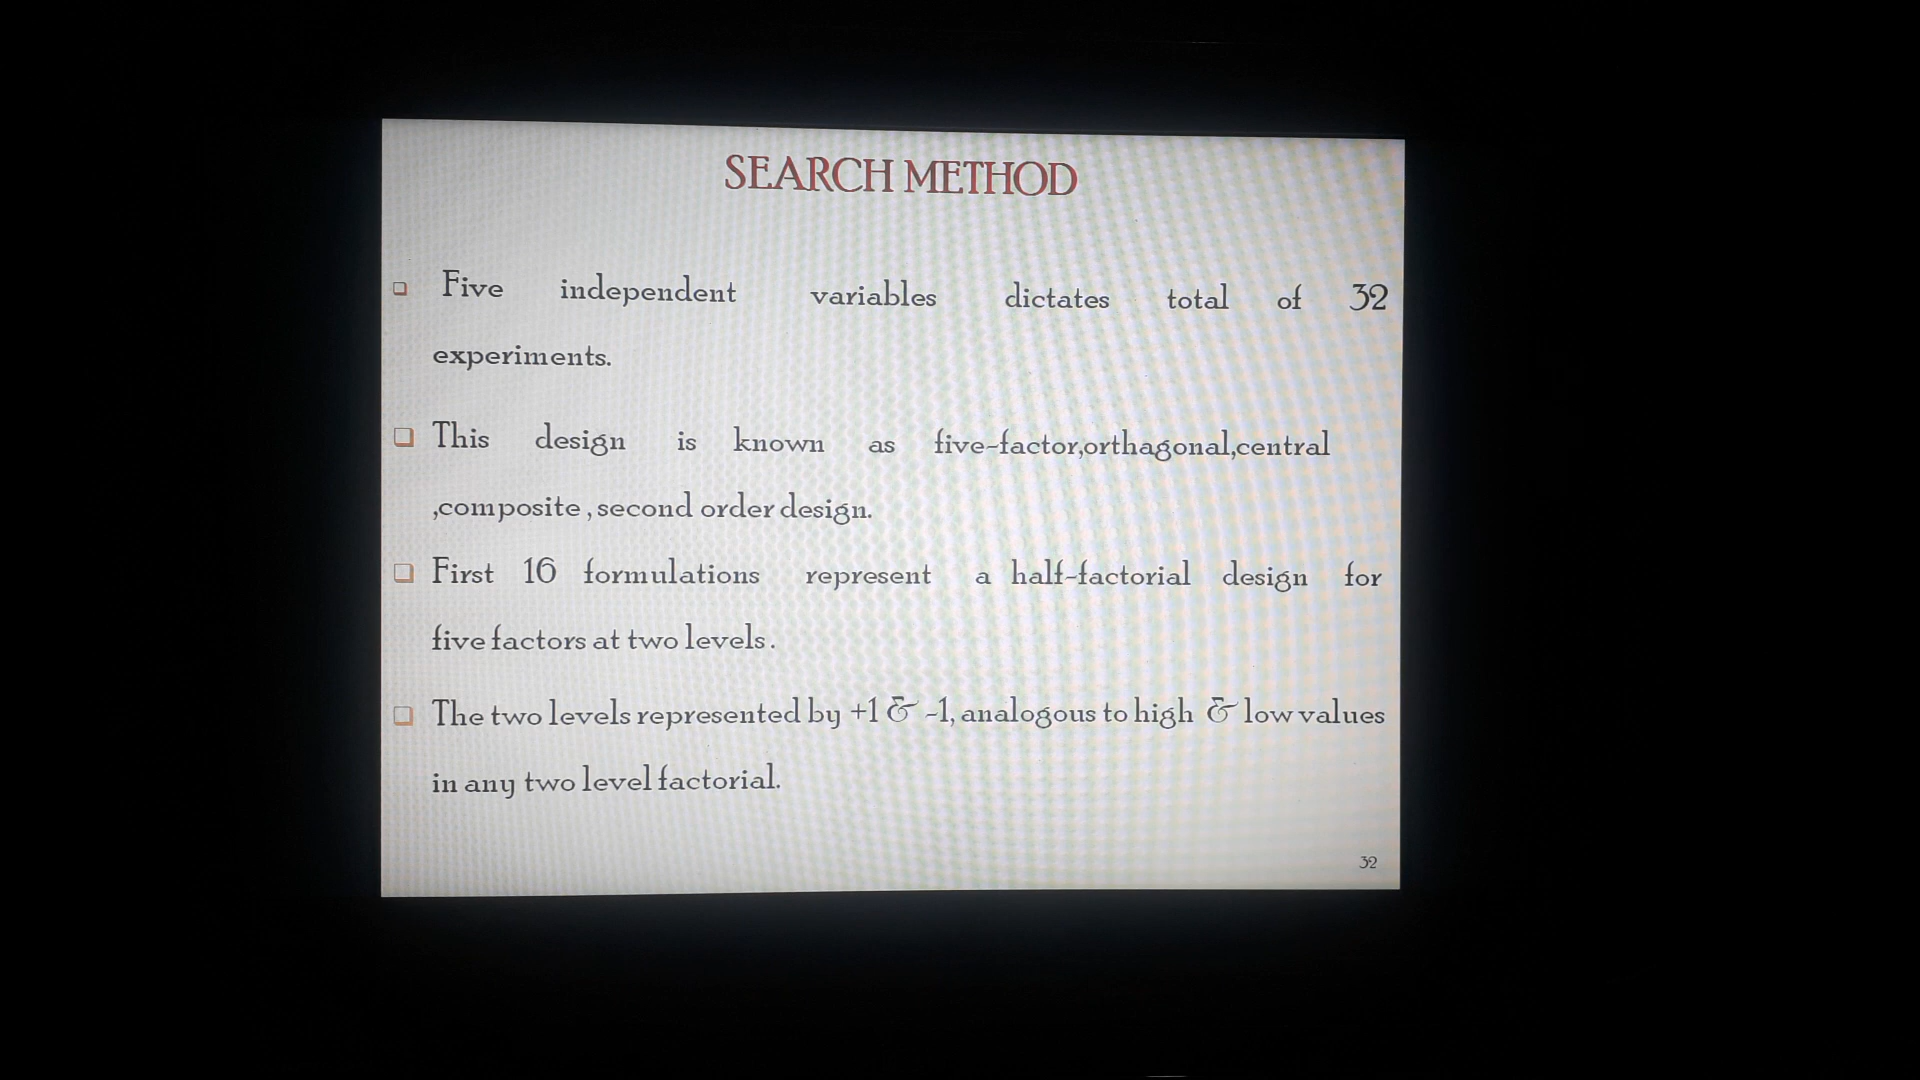 SEARCH METHOD
Five independent variables dictates total of 32
experiments.
This design is known as five-factor,orthagonal,central
,composite , second order design.
First 16 formulations represent a half-factorial design for
five factors at two levels .
The two levels represented by +1 & -1, analogous to high & low values
in any two level factorial.
32